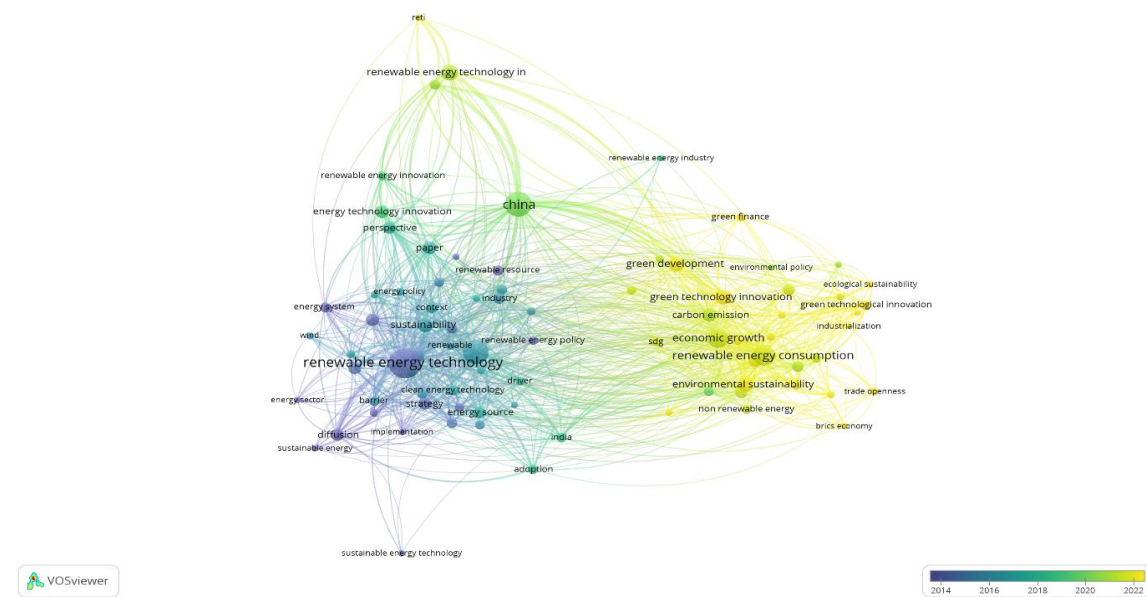 reti
renewable energy technology in
renewable energy industry
renewable energy innovation
china
energy technology innovation
green finance
perspective
paper
green development
environmental policy
renewable resource
ecological sustainability
energy policy
industry
green technology innovation
energy system
context
green technological innovation
carbon emission
sustainability
industrialization
wind
renewable
renewable energy policy
sdg
economic growth
renewable energy technology
renewable energy consumption
driver
clean energy technology
environmental sustainability
trade openness
energy sector
barrier
strategy
energy source
non renewable energy
brics economy
diffusion
implementation
india
sustainable energy
adoption
sustainable energy technology
VOSviewer
2014 2016 2018 2020 2022